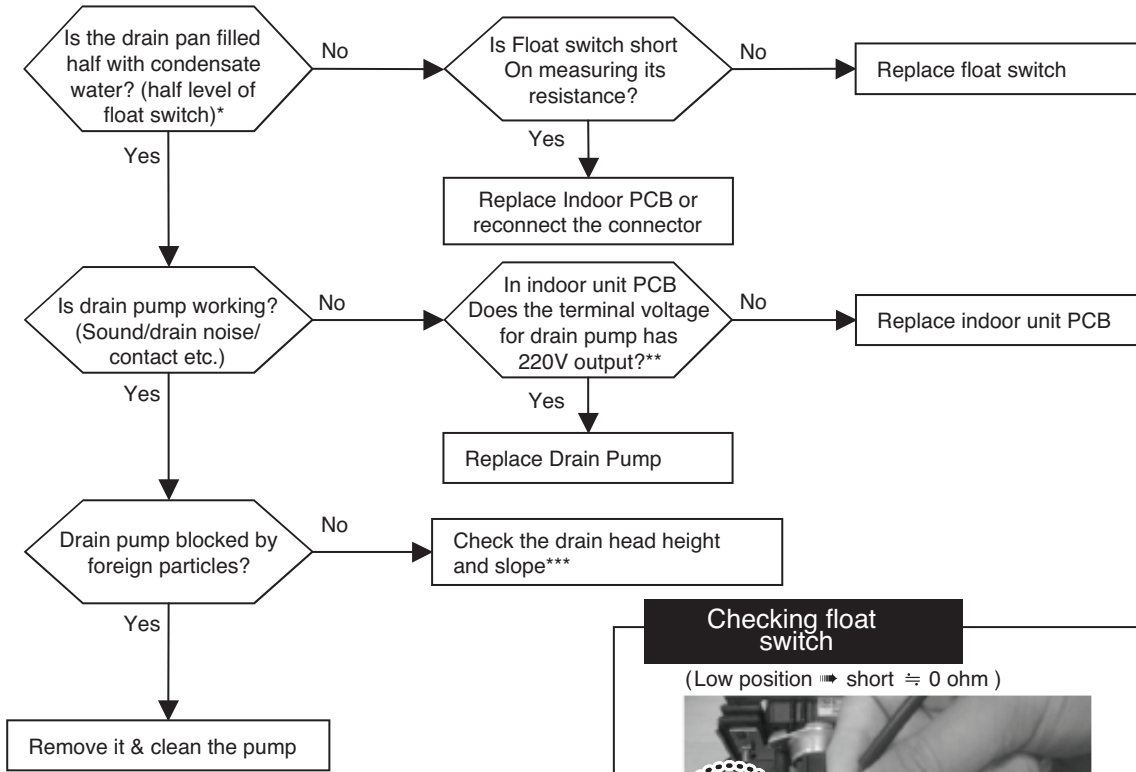 Is the drain pan filled
half with condensate
water? (half level of
float switch)*
No
Is Float switch short
On measuring its
resistance?
No
Replace float switch
Yes
Yes
Replace Indoor PCB or
reconnect the connector
Is drain pump working?
(Sound/drain noise/
contact etc.)
No
In indoor unit PCB
Does the terminal voltage
for drain pump has
220V output?**
No
Replace indoor unit PCB
Yes
Yes
Replace Drain Pump
Drain pump blocked by
foreign particles?
No
Check the drain head height
and slope***
Yes
Remove it & clean the pump
Checking float
switch
(Low position ➠ short ≒ 0 ohm )